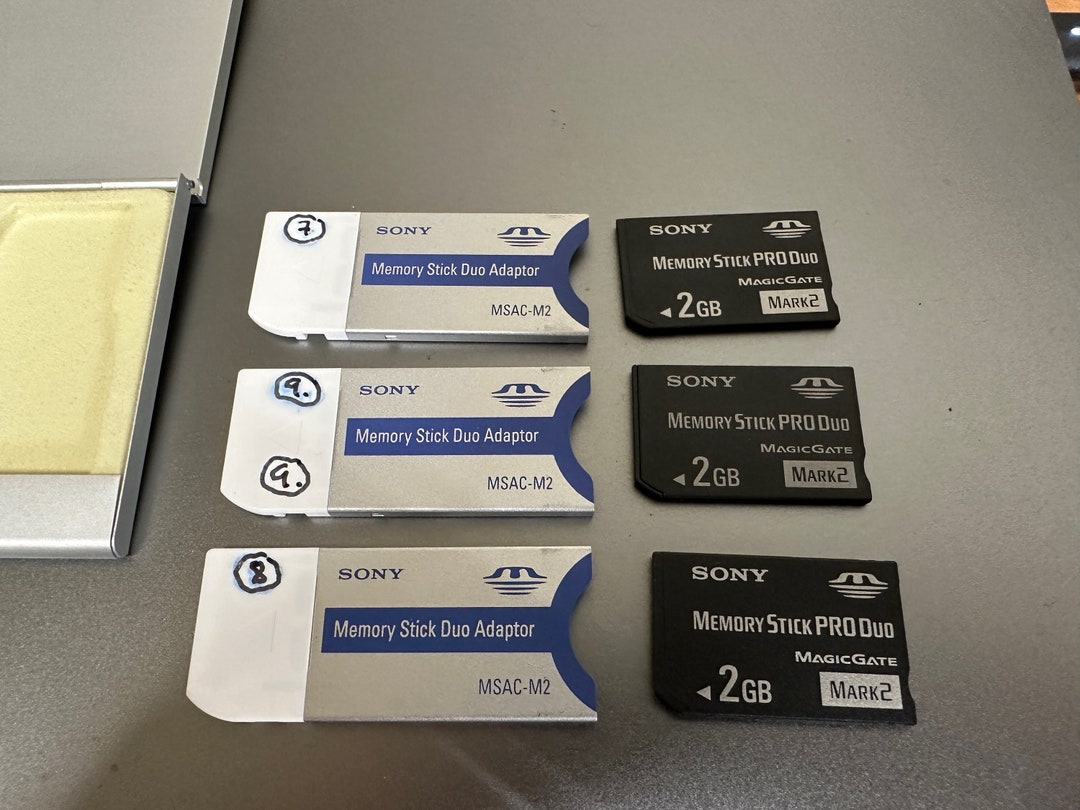 7
SONY
Memory Stick Duo Adaptor
MSAC-M2
SONY
MEMORY STICK PRO DUO
MAGICGATE
2GB MARK2
9.
9.
SONY
Memory Stick Duo Adaptor
MSAC-M2
SONY
MEMORY STICK PRO DUO
MAGICGATE
2GB MARK2
8
SONY
Memory Stick Duo Adaptor
MSAC-M2
SONY
MEMORY STICK PRO DUO
MAGICGATE
2GB MARK2